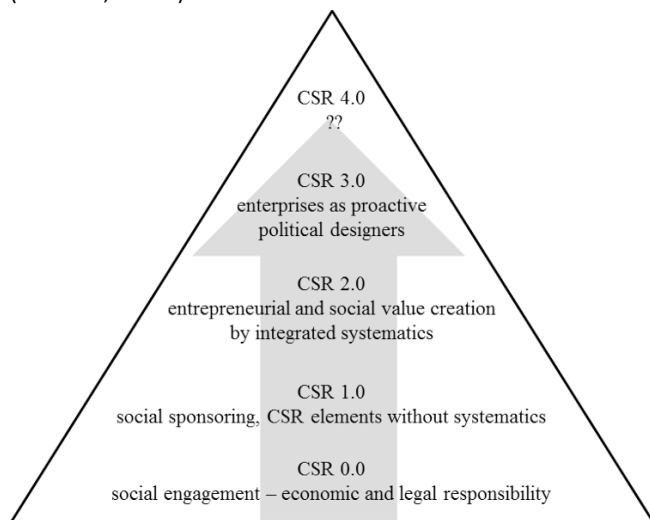 CSR 4.0
??
CSR 3.0
enterprises as proactive
political designers
CSR 2.0
entrepreneurial and social value creation
by integrated systematics
CSR 1.0
social sponsoring, CSR elements without systematics
CSR 0.0
social engagement – economic and legal responsibility